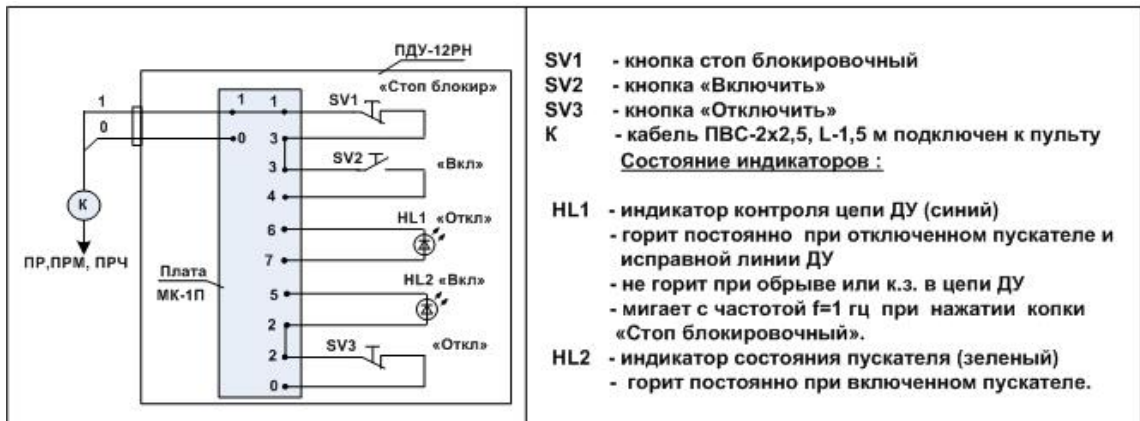 ПДУ-12РН
«Стоп блокир»
1
1
1
SV1
0
0
3
3
SV2
«Вкл»
4
К
HL1 «Откл»
6
7
ПР,ПРМ, ПРЧ
Плата
МК-1П
HL2 «Вкл»
5
2
SV3
«Откл»
2
0
SV1 - кнопка стоп блокировочный
SV2 - кнопка «Включить»
SV3 - кнопка «Отключить»
К - кабель ПВС-2х2,5, L-1,5 м подключен к пульту
Состояние индикаторов :
HL1 - индикатор контроля цепи ДУ (синий)
- горит постоянно при отключенном пускателе и
исправной линии ДУ
- не горит при обрыве или к.з. в цепи ДУ
- мигает с частотой f=1 гц при нажатии копки
«Стоп блокировочный».
HL2 - индикатор состояния пускателя (зеленый)
- горит постоянно при включенном пускателе.